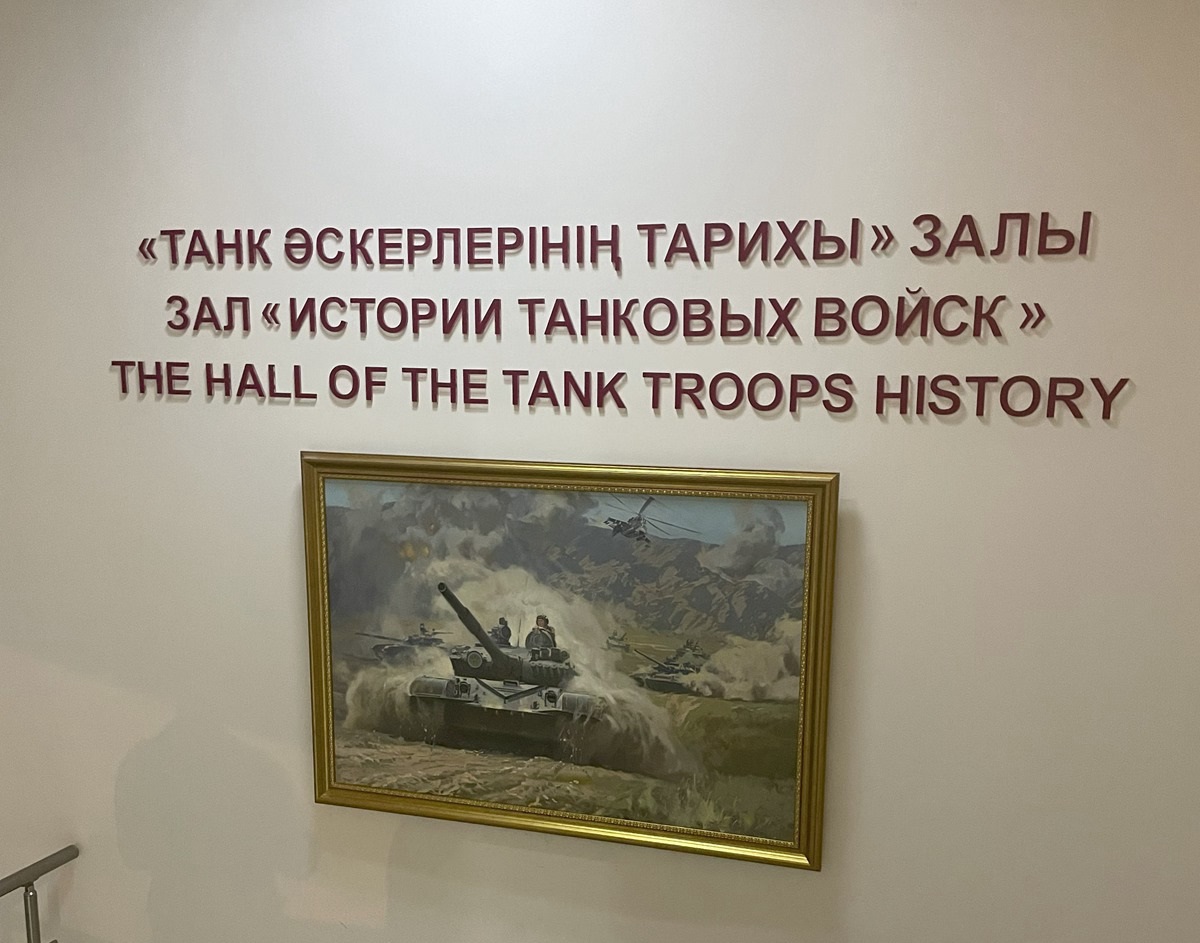 «ТАНК ӘСКЕРЛЕРІНІҢ ТАРИХЫ» ЗАЛЫ
ЗАЛ «ИСТОРИИ ТАНКОВЫХ ВОЙСК»
THE HALL OF THE TANK TROOPS HISTORY